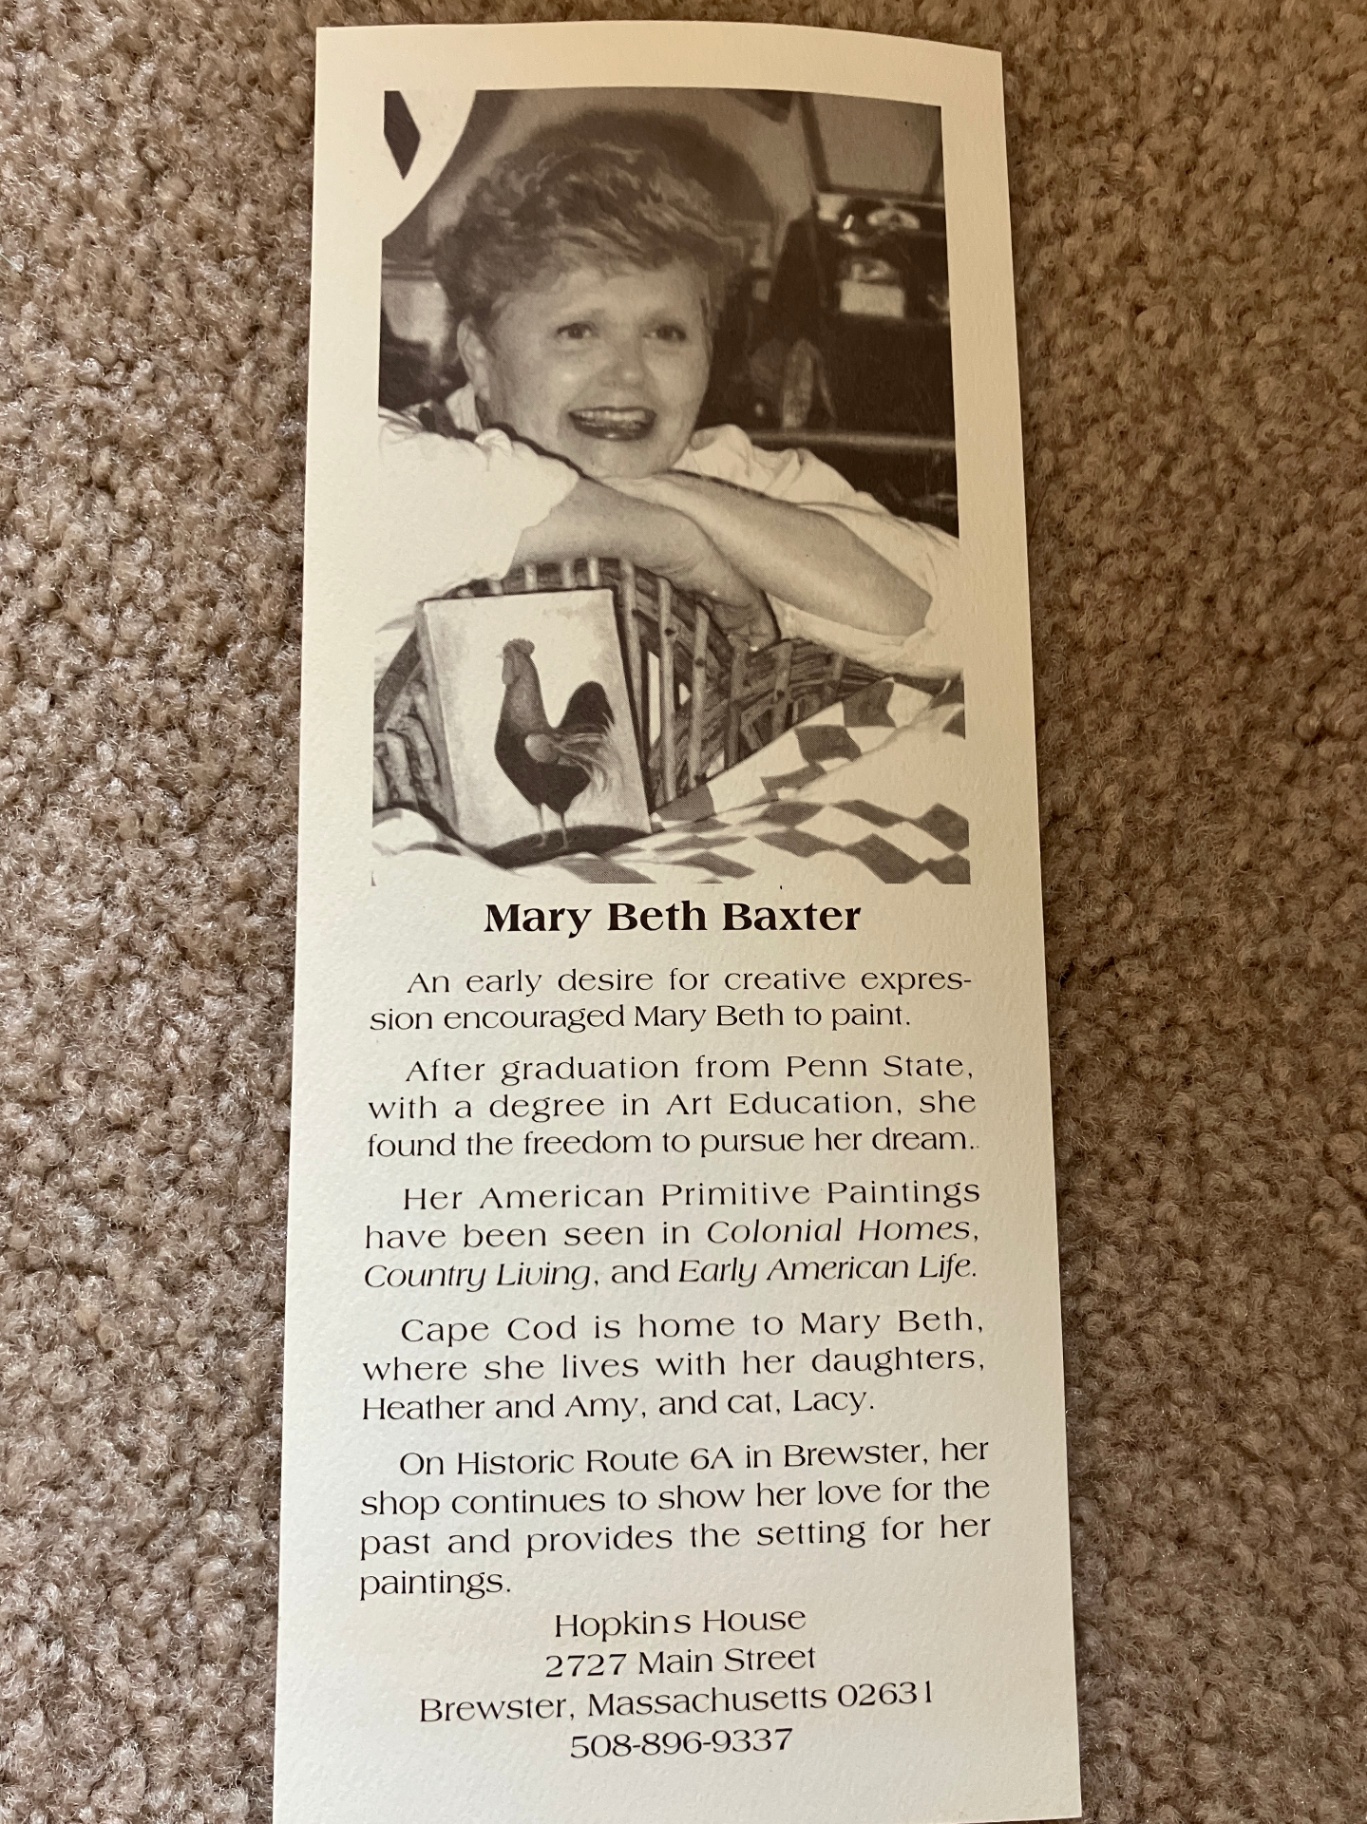 Mary Beth Baxter
An early desire for creative expres-
sion encouraged Mary Beth to paint.
After graduation from Penn State,
with a degree in Art Education, she
found the freedom to pursue her dream.
Her American Primitive Paintings
have been seen in Colonial Homes,
Country Living, and Early American Life.
Cape Cod is home to Mary Beth,
where she lives with her daughters,
Heather and Amy, and cat, Lacy.
On Historic Route 6A in Brewster, her
shop continues to show her love for the
past and provides the setting for her
paintings.
Hopkins House
2727 Main Street
Brewster, Massachusetts 02631
508-896-9337